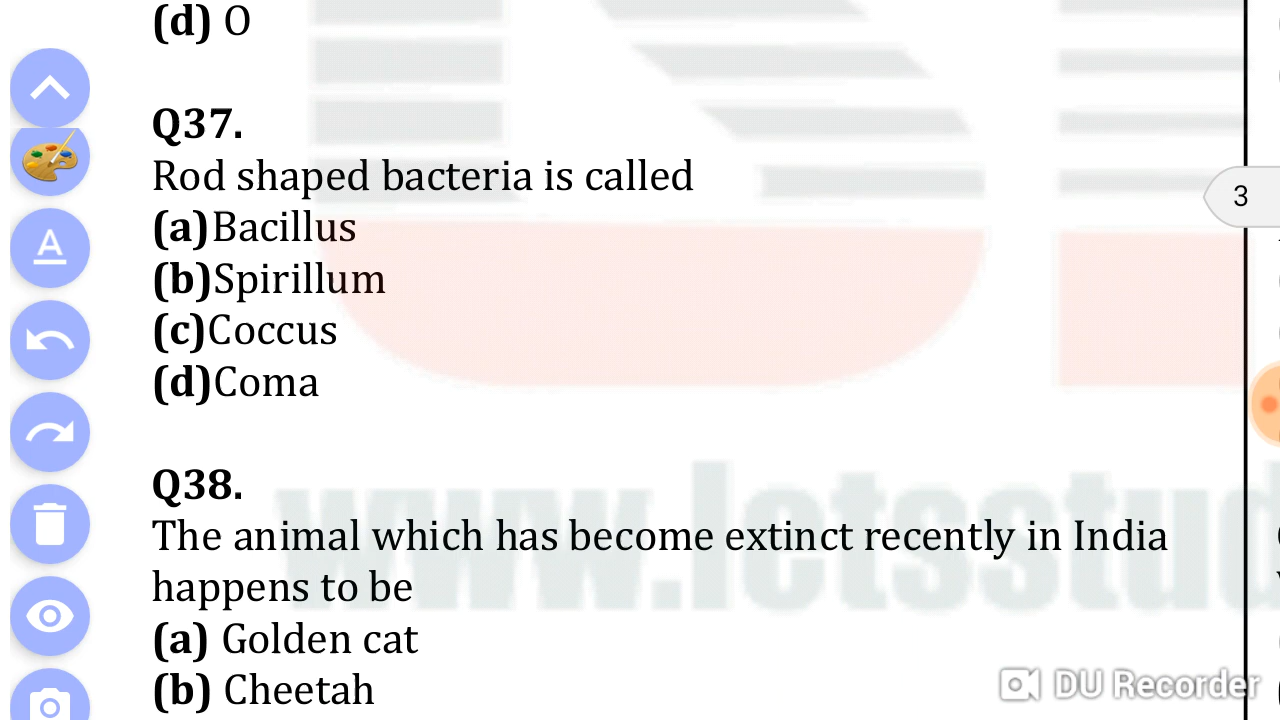 (d) O
Q37.
Rod shaped bacteria is called
(a)Bacillus
(b)Spirillum
(c)Coccus
(d)Coma
Q38.
The animal which has become extinct recently in India
happens to be
(a) Golden cat
(b) Cheetah
3
A
www.letsstud
DU Recorder